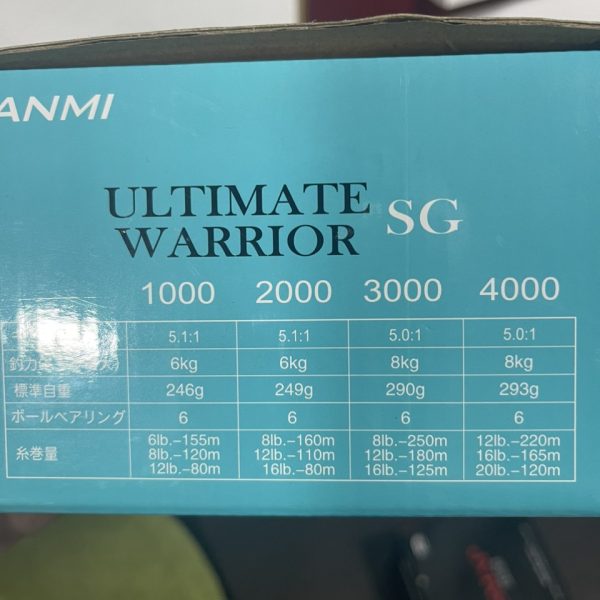 ANMI
ULTIMATE
WARRIOR SG
1000 2000 3000 4000
5.1:1 5.1:1 5.0:1 5.0:1
6kg 6kg 8kg 8kg
標準自重 246g 249g 290g 293g
ボールベアリング 6 6 6 6
糸巻量 6lb.–155m 8lb.–160m 8lb.–250m 12lb.–220m
8lb.–120m 12lb.–110m 12lb.–180m 16lb.–165m
12lb.–80m 16lb.–80m 16lb.–125m 20lb.–120m